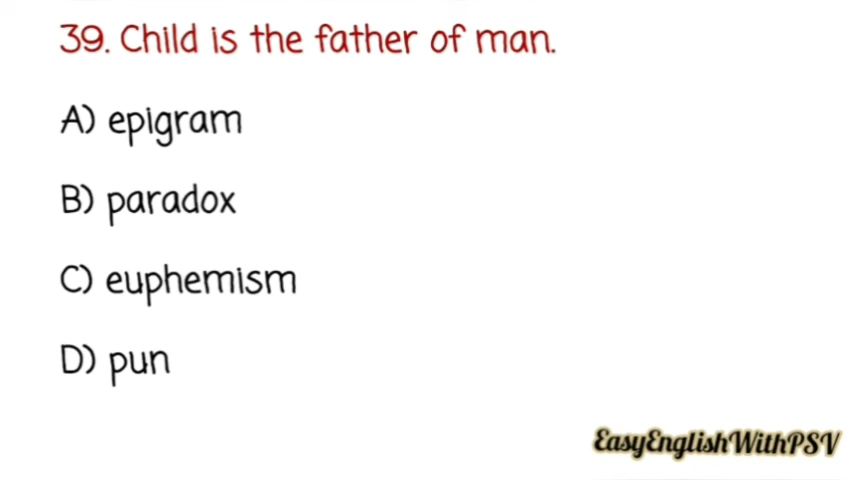 39. Child is the father of man.
A) epigram
B) paradox
C) euphemism
D) pun
EasyEnglishWithPSV